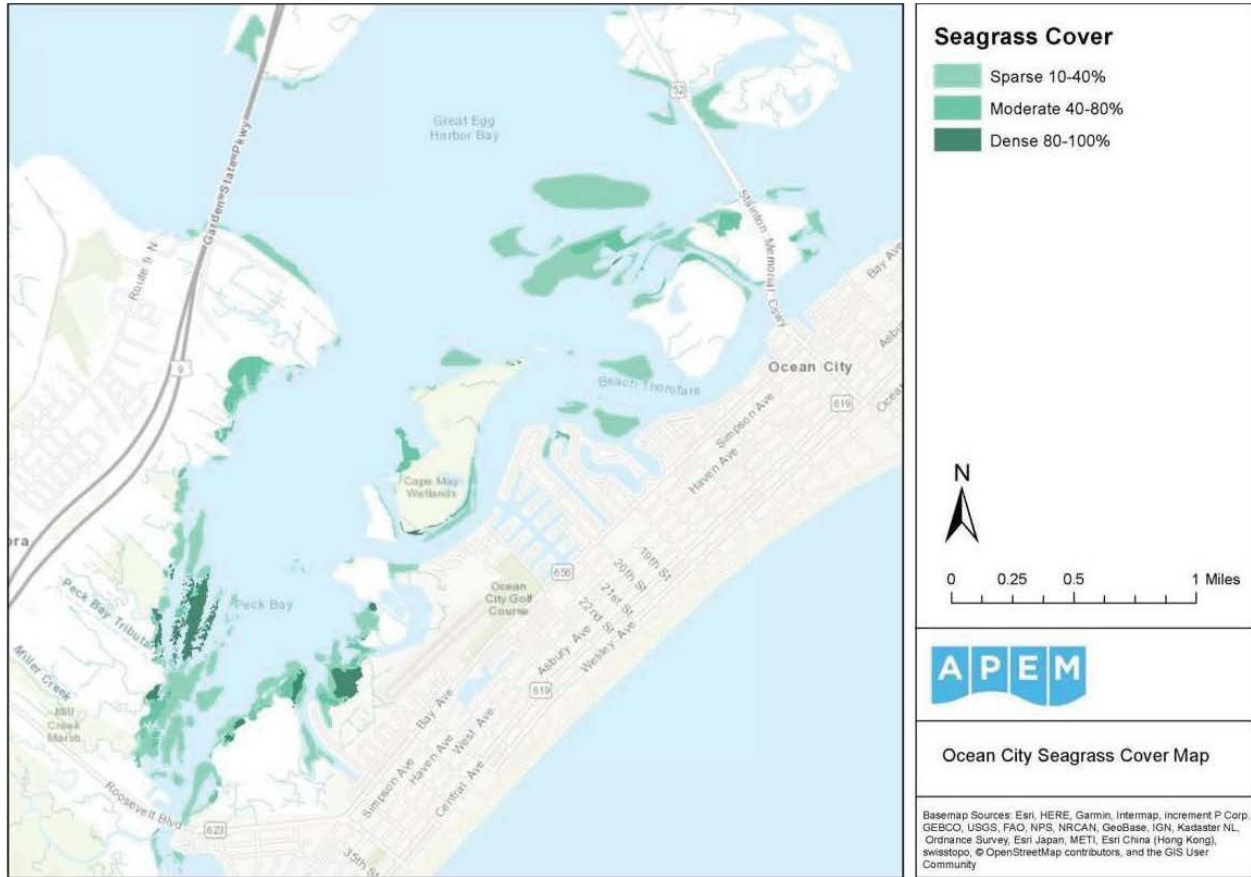 Garden State Pkwy
Great Egg
Harbor Bay
52
Stainton Memorial Cswy
Route 9 N
Bay Ave
9
Ocean City
Beach Thorofare
619
Simpson Ave
Haven Ave
Cape May
Wetlands
ora
656
19th St
20th St
21st St
22nd St
Ocean
City Golf
Course
Peck Bay
Peck Bay Tributa
Asbury Ave
Wesley Ave
619
Miller Creek
Mill
Creek
Marsh
Bay Ave
West Ave
Haven Ave
Simpson Ave
Central Ave
Roosevelt Blvd
623
35th St
Seagrass Cover
Sparse 10-40%
Moderate 40-80%
Dense 80-100%
N
0 0.25 0.5 1 Miles
APEM
Ocean City Seagrass Cover Map
Basemap Sources: Esri, HERE, Garmin, Intermap, increment P Corp.
GEBCO, USGS, FAO, NPS, NRCAN, GeoBase, IGN, Kadaster NL,
Ordnance Survey, Esri Japan, METI, Esri China (Hong Kong),
swisstopo, © OpenStreetMap contributors, and the GIS User
Community